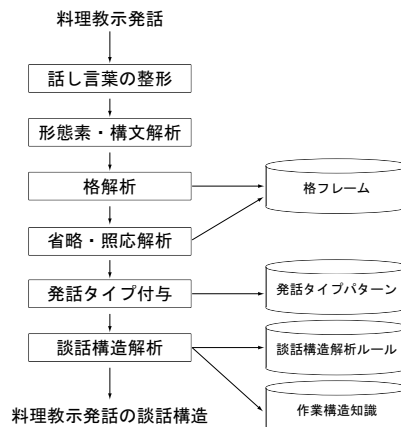 料理教示発話
話し言葉の整形
形態素・構文解析
格解析
格フレーム
省略・照応解析
発話タイプ付与
発話タイプパターン
談話構造解析
談話構造解析ルール
作業構造知識
料理教示発話の談話構造